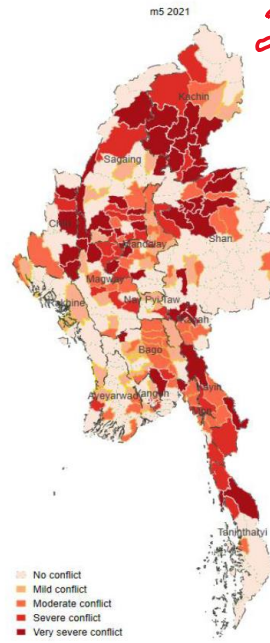 m5 2021
Kachin
Sagaing
Chin
Mandalay
Shan
Magway
Rakhine
Nay Pyi Taw
Kayah
Bago
Kayin
Ayeyarwady
Yangon
Mon
Tanintharyi
No conflict
Mild conflict
Moderate conflict
Severe conflict
Very severe conflict